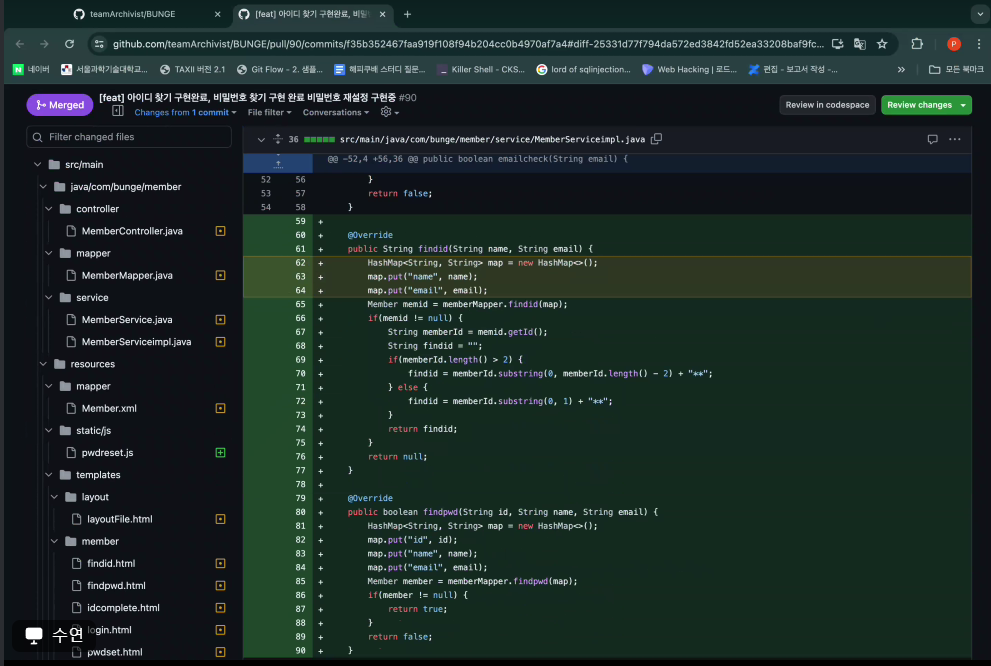 teamArchivist/BUNGE
[feat] 아이디 찾기 구현완료, 비밀번
github.com/teamArchivist/BUNGE/pull/90/commits/f35b352467faa919f108f94b204cc0b4970af7a4#diff-25331d77f794da572ed3842fd52ea33208baf9fc...
P
네이버
서울과학기술대학교...
TAXII 버전 2.1
Git Flow - 2. 샘플...
해피쿠배 스터디 질문...
Killer Shell - CKS...
lord of sqlinjection...
Web Hacking | 로드...
편집 - 보고서 작성 -...
»
모든 북마크
Merged
[feat] 아이디 찾기 구현완료, 비밀번호 찾기 구현 완료 비밀번호 재설정 구현중 #90
Changes from 1 commit
File filter
Conversations
Review in codespace
Review changes
Filter changed files
src/main
java/com/bunge/member
controller
MemberController.java
mapper
MemberMapper.java
service
MemberService.java
MemberServiceimpl.java
resources
mapper
Member.xml
static/js
pwdreset.js
templates
layout
layoutFile.html
member
findid.html
findpwd.html
idcomplete.html
login.html
pwdset.html
수연
36 src/main/java/com/bunge/member/service/MemberServiceimpl.java
@@ -52,4 +56,36 @@ public boolean emailcheck(String email) {
52 56 }
53 57 return false;
54 58 }
59 +
60 + @Override
61 + public String findid(String name, String email) {
62 + HashMap<String, String> map = new HashMap<>();
63 + map.put("name", name);
64 + map.put("email", email);
65 + Member memid = memberMapper.findid(map);
66 + if(memid != null) {
67 + String memberId = memid.getId();
68 + String findid = "";
69 + if(memberId.length() > 2) {
70 + findid = memberId.substring(0, memberId.length() - 2) + "**";
71 + } else {
72 + findid = memberId.substring(0, 1) + "**";
73 + }
74 + return findid;
75 + }
76 + return null;
77 + }
78 +
79 + @Override
80 + public boolean findpwd(String id, String name, String email) {
81 + HashMap<String, String> map = new HashMap<>();
82 + map.put("id", id);
83 + map.put("name", name);
84 + map.put("email", email);
85 + Member member = memberMapper.findpwd(map);
86 + if(member != null) {
87 + return true;
88 + }
89 + return false;
90 + }